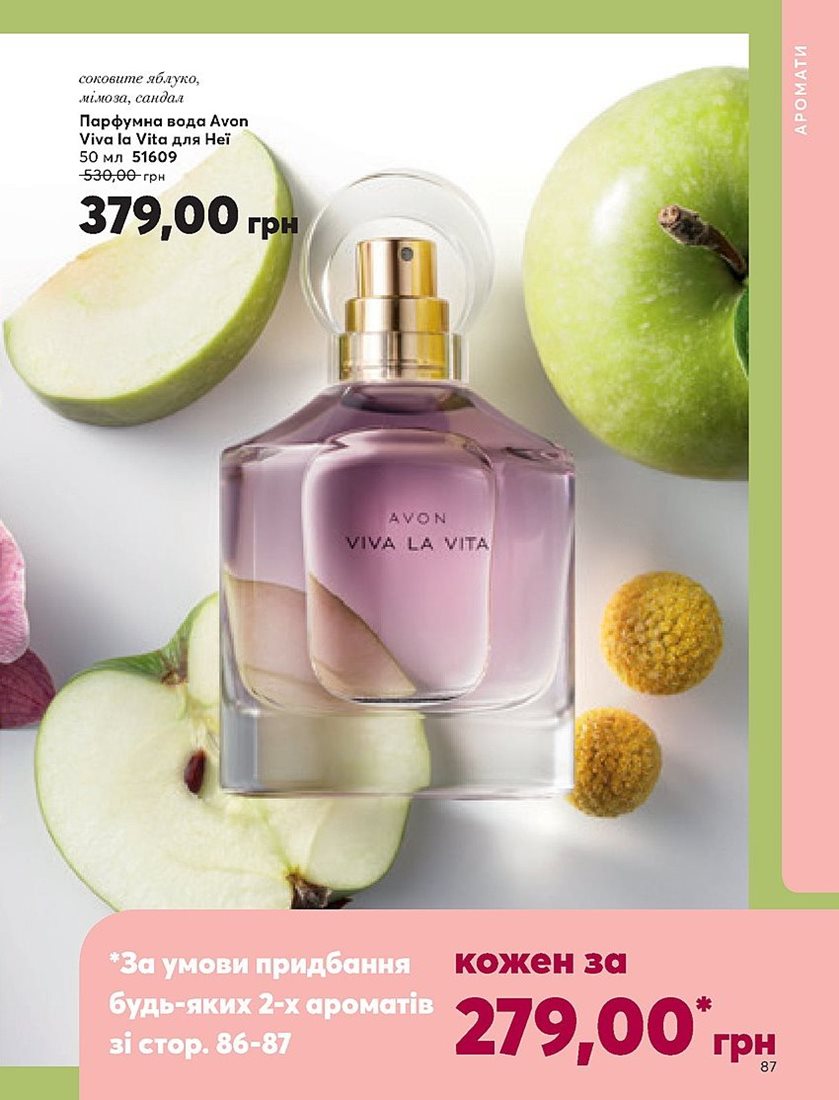 АРОМАТИ
соковите яблуко,
мімоза, сандал
Парфумна вода Avon
Viva la Vita для Неї
50 мл 51609
530,00 грн
379,00 грн
AVON
VIVA LA VITA
*За умови придбання
будь-яких 2-х ароматів
зі стор. 86-87
кожен за
279,00* грн
87